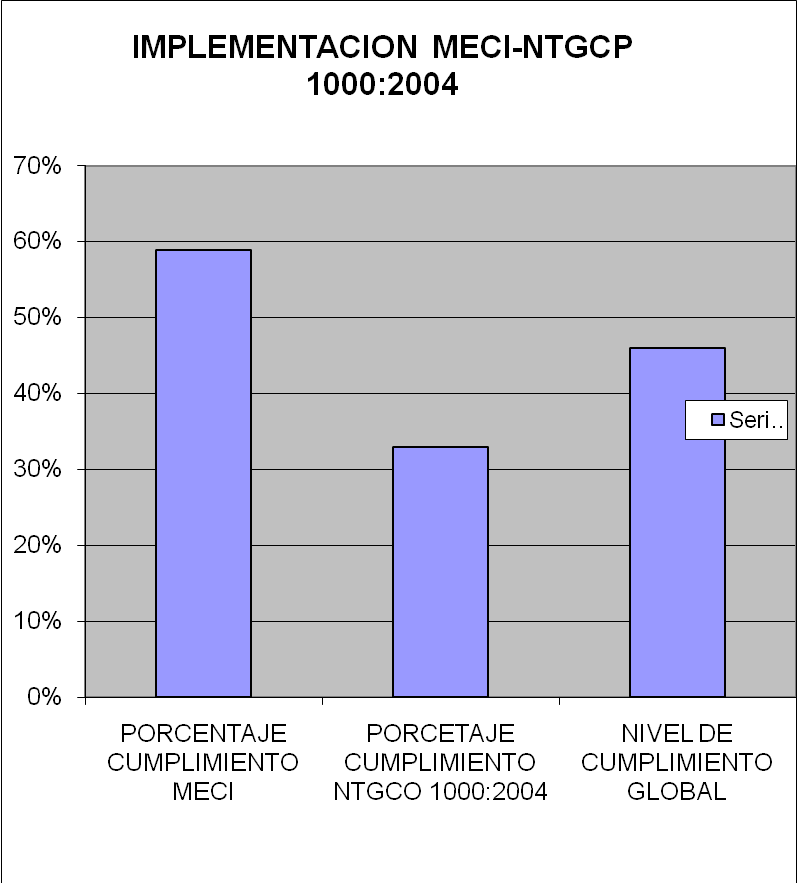 IMPLEMENTACION MECI-NTGCP
1000:2004
70%
60%
50%
40%
30%
20%
10%
0%
Seri..
PORCENTAJE
CUMPLIMIENTO
MECI
PORCETAJE
CUMPLIMIENTO
NTGCO 1000:2004
NIVEL DE
CUMPLIMIENTO
GLOBAL